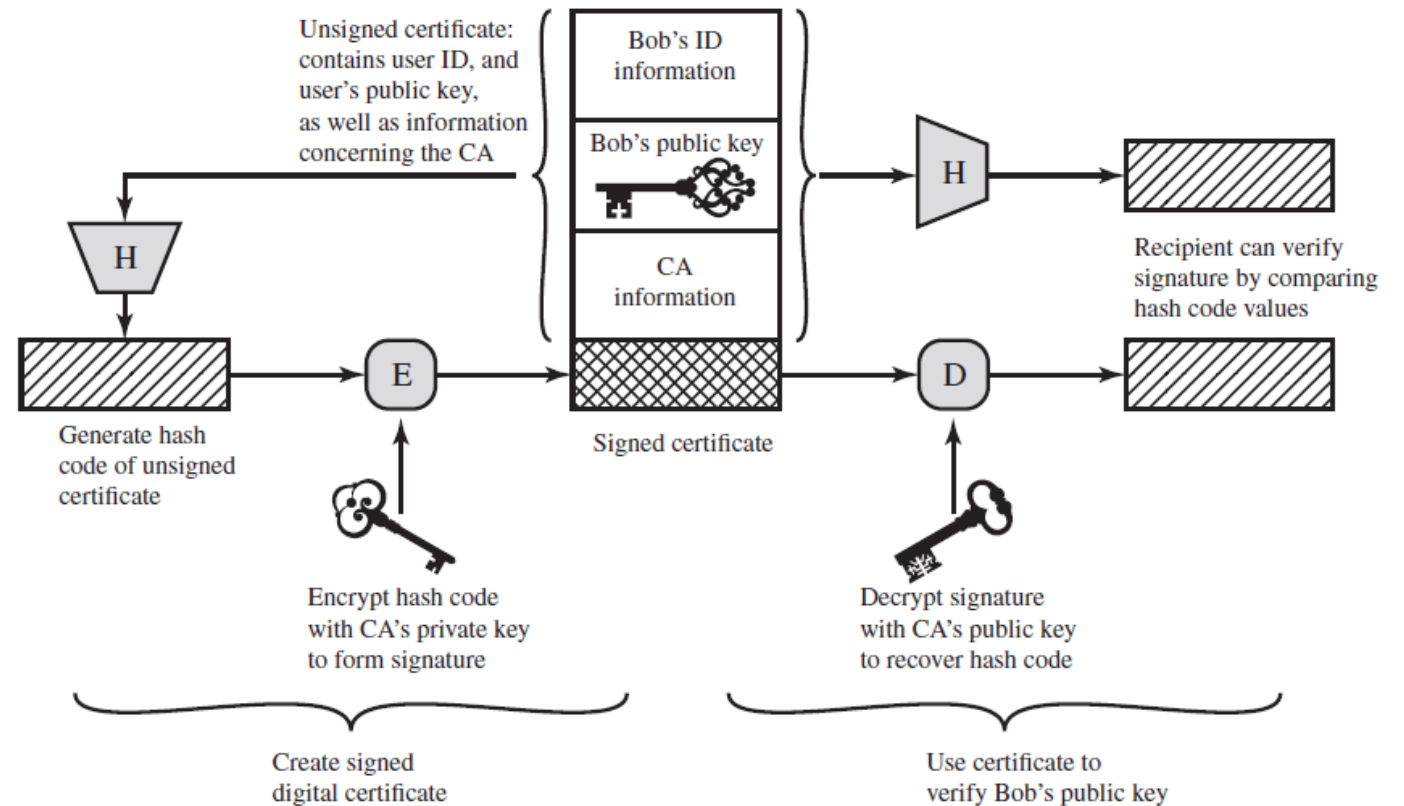 Unsigned certificate:
contains user ID, and
user’s public key,
as well as information
concerning the CA
Bob’s ID
information
Bob’s public key
CA
information
H
H
Recipient can verify
signature by comparing
hash code values
E
D
Generate hash
code of unsigned
certificate
Signed certificate
Encrypt hash code
with CA’s private key
to form signature
Decrypt signature
with CA’s public key
to recover hash code
Create signed
digital certificate
Use certificate to
verify Bob’s public key